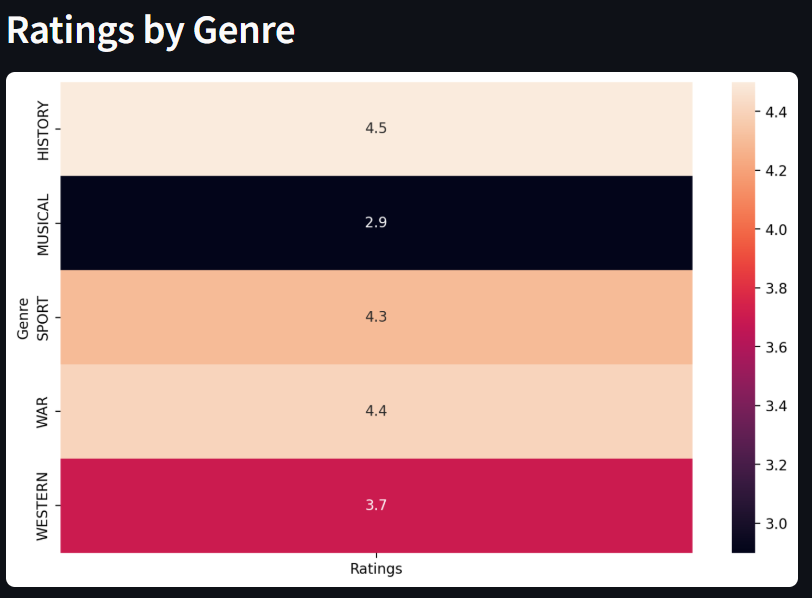 Ratings by Genre
HISTORY
4.5
MUSICAL
2.9
Genre
SPORT
4.3
WAR
4.4
WESTERN
3.7
Ratings
4.4
4.2
4.0
3.8
3.6
3.4
3.2
3.0